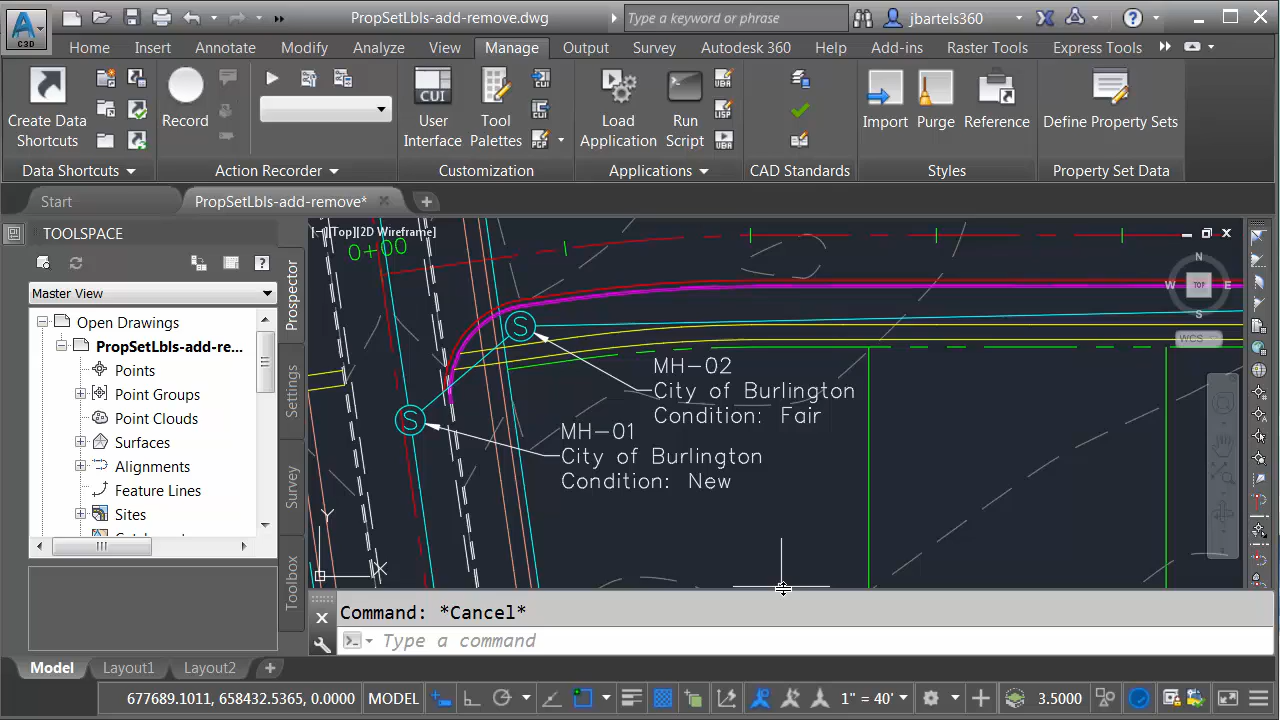 PropSetLbls-add-remove.dwg
Type a keyword or phrase
jbartels360
C3D
Home Insert Annotate Modify Analyze View Manage Output Survey Autodesk 360 Help Add-ins Raster Tools Express Tools
Create Data
Shortcuts
Record
CUI
User
Interface
Tool
Palettes
CUI
CUI
PGP
Load
Application
Run
Script
VBA
LISP
VBA
Import
Purge
Reference
Define Property Sets
Data Shortcuts
Action Recorder
Customization
Applications
CAD Standards
Styles
Property Set Data
Start
PropSetLbls-add-remove*
TOOLSPACE
Master View
Open Drawings
PropSetLbls-add-re...
Points
Point Groups
Point Clouds
Surfaces
Alignments
Feature Lines
Sites
Prospector
Settings
Survey
Toolbox
[−][Top][2D Wireframe]
0+00
N
W TOP E
S
WCS
S
S
MH-02
City of Burlington
Condition: Fair
MH-01
City of Burlington
Condition: New
Y
X
Command: *Cancel*
Type a command
Model Layout1 Layout2
677689.1011, 658432.5365, 0.0000 MODEL 1" = 40' 3.5000